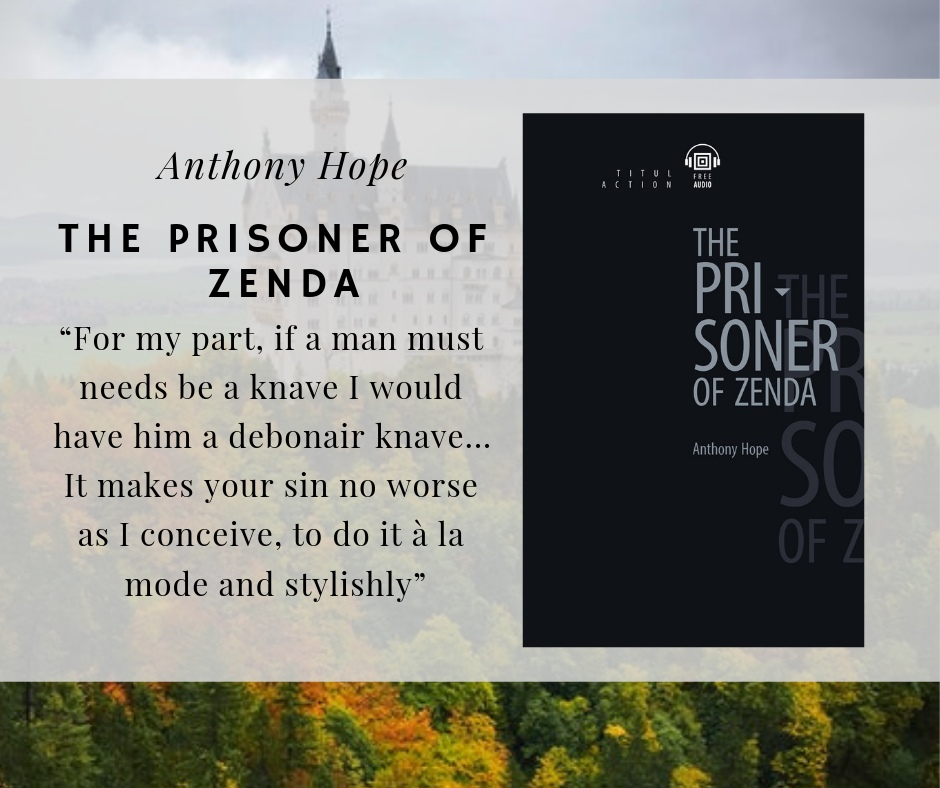 Anthony Hope
THE PRISONER OF
ZENDA
“For my part, if a man must
needs be a knave I would
have him a debonair knave...
It makes your sin no worse
as I conceive, to do it à la
mode and stylishly”
TITUL
ACTION
FREE
AUDIO
THE
PRI
SONER
OF ZENDA
Anthony Hope
THE
PR
SO
OF Z